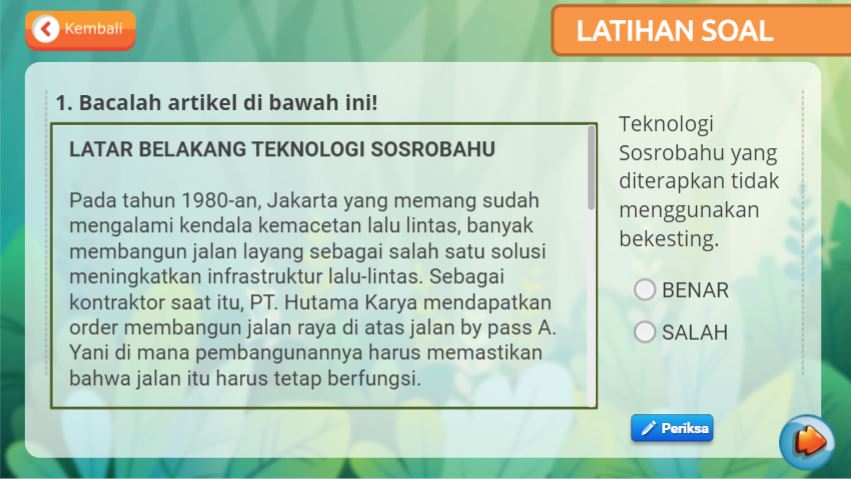 Kembali
LATIHAN SOAL
1. Bacalah artikel di bawah ini!
LATAR BELAKANG TEKNOLOGI SOSROBAHU
Pada tahun 1980-an, Jakarta yang memang sudah
mengalami kendala kemacetan lalu lintas, banyak
membangun jalan layang sebagai salah satu solusi
meningkatkan infrastruktur lalu-lintas. Sebagai
kontraktor saat itu, PT. Hutama Karya mendapatkan
order membangun jalan raya di atas jalan by pass A.
Yani di mana pembangunannya harus memastikan
bahwa jalan itu harus tetap berfungsi.
Teknologi
Sosrobahu yang
diterapkan tidak
menggunakan
bekesting.
BENAR
SALAH
Periksa